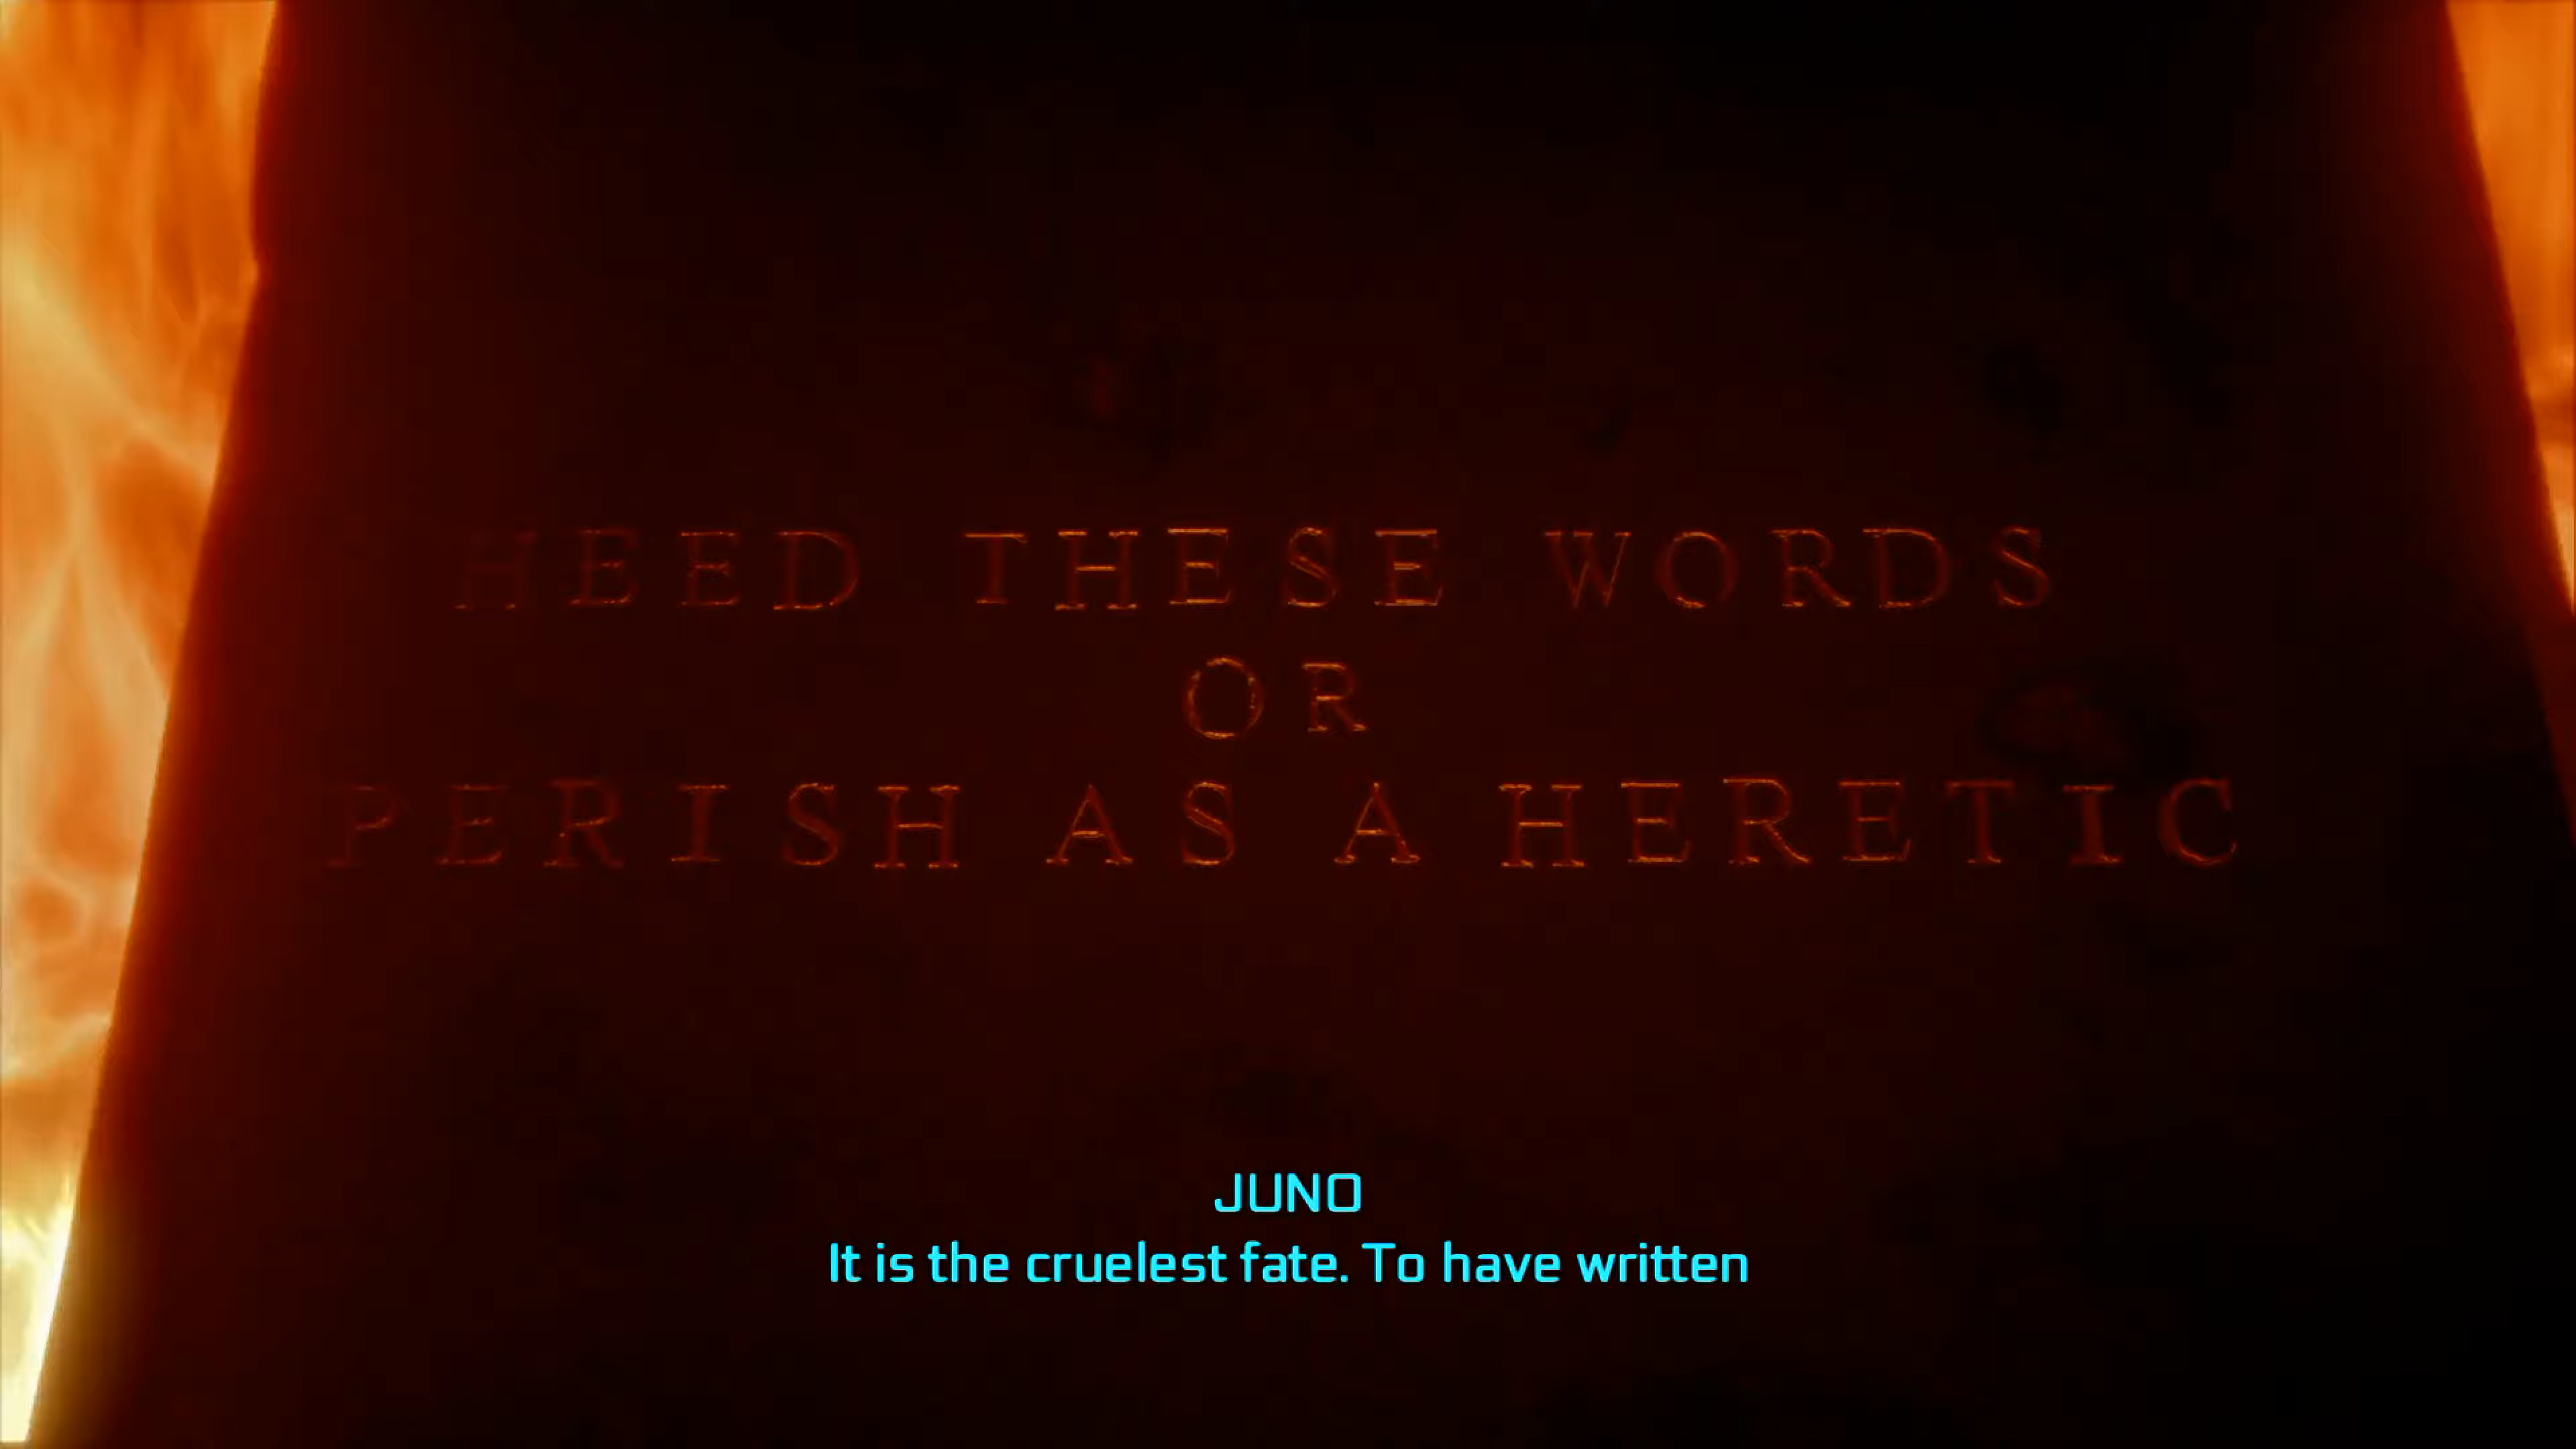 HEED THESE WORDS
OR
PERISH AS A HERETIC
JUNO
It is the cruelest fate. To have written